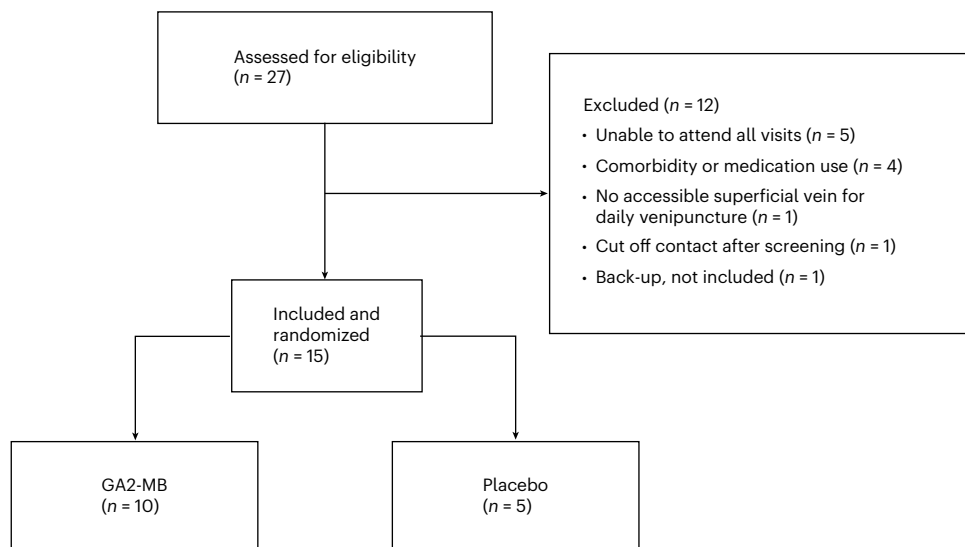 Assessed for eligibility
(n = 27)
Excluded (n = 12)
• Unable to attend all visits (n = 5)
• Comorbidity or medication use (n = 4)
• No accessible superficial vein for
daily venipuncture (n = 1)
• Cut off contact after screening (n = 1)
• Back-up, not included (n = 1)
Included and
randomized
(n = 15)
GA2-MB
(n = 10)
Placebo
(n = 5)